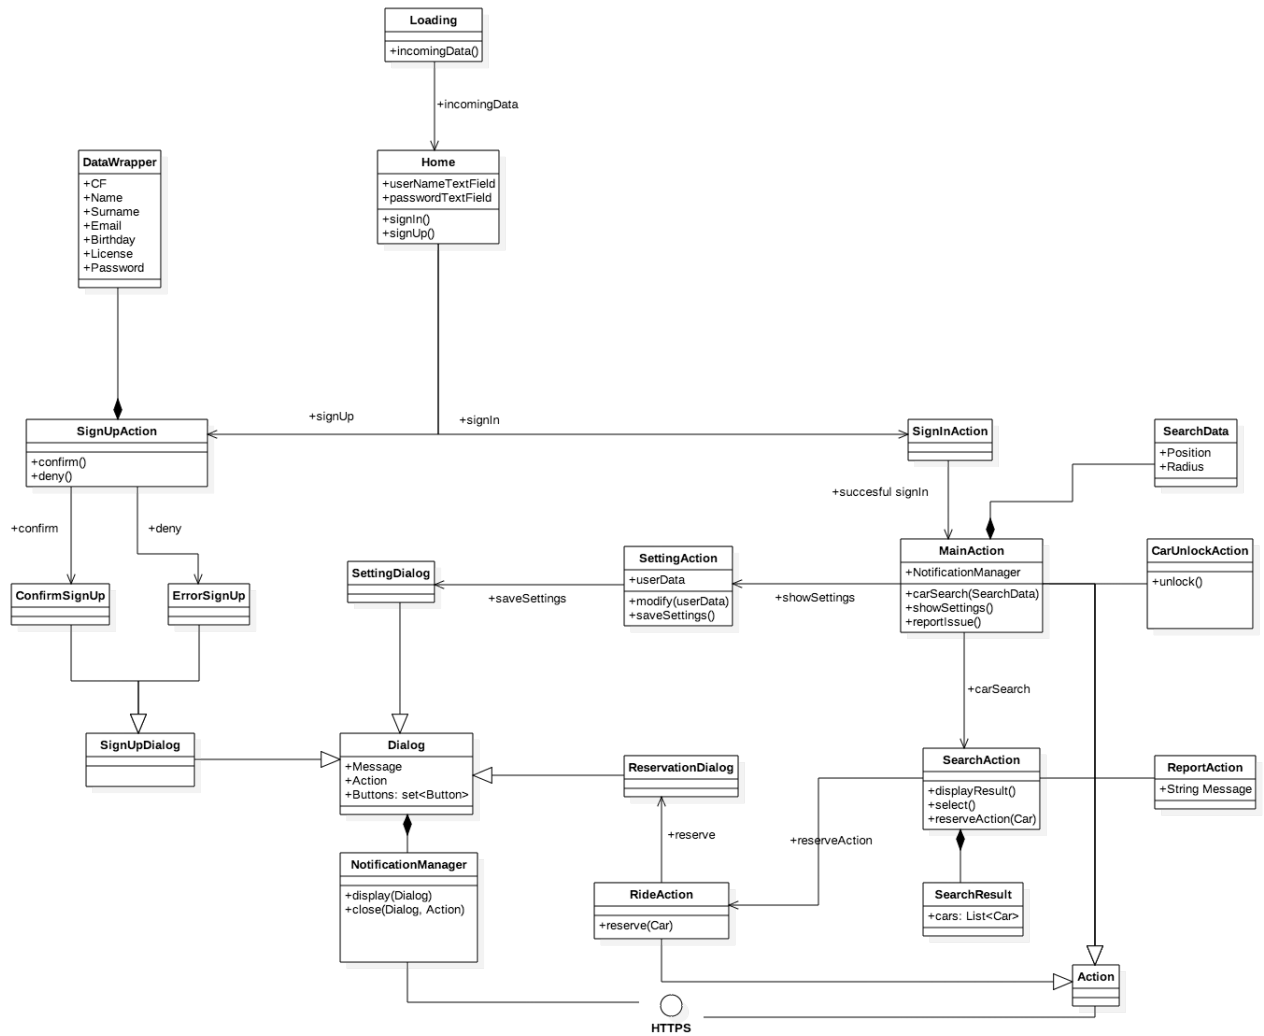 Loading
+incomingData()
+incomingData
DataWrapper
+CF
+Name
+Surname
+Email
+Birthday
+License
+Password
Home
+userNameTextField
+passwordTextField
+signIn()
+signUp()
+signUp
+signIn
SignUpAction
+confirm()
+deny()
SignInAction
SearchData
+Position
+Radius
+succesful signIn
+confirm
+deny
ConfirmSignUp
ErrorSignUp
SettingDialog
+saveSettings
SettingAction
+userData
+modify(userData)
+saveSettings()
+showSettings
MainAction
+NotificationManager
+carSearch(SearchData)
+showSettings()
+reportIssue()
CarUnlockAction
+unlock()
+carSearch
SignUpDialog
Dialog
+Message
+Action
+Buttons: set<Button>
ReservationDialog
+reserve
+reserveAction
SearchAction
+displayResult()
+select()
+reserveAction(Car)
ReportAction
+String Message
NotificationManager
+display(Dialog)
+close(Dialog, Action)
RideAction
+reserve(Car)
SearchResult
+cars: List<Car>
Action
HTTPS